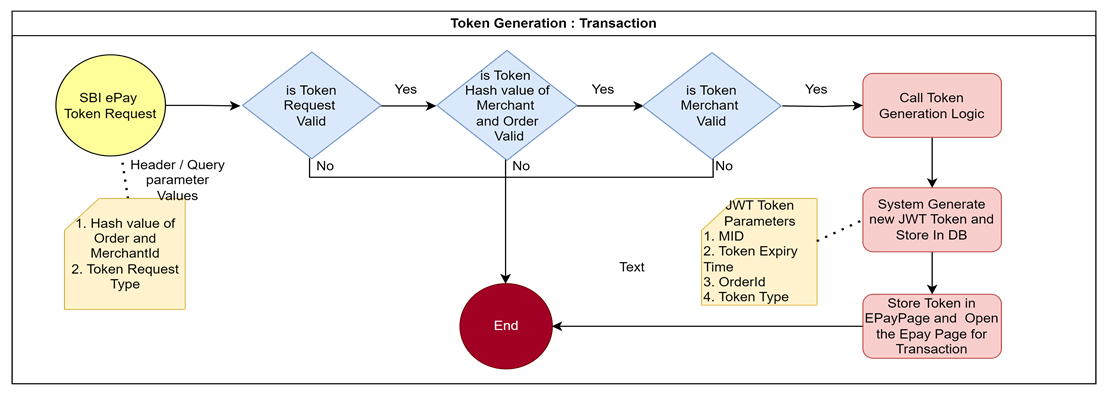 Token Generation : Transaction
SBI ePay
Token Request
is Token
Request
Valid
Yes
is Token
Hash value of
Merchant
and Order
Valid
Yes
is Token
Merchant
Valid
Yes
Call Token
Generation Logic
No
No
No
Header / Query
parameter
Values
1. Hash value of
Order and
MerchantId
2. Token Request
Type
JWT Token
Parameters
1. MID
2. Token Expiry
Time
3. OrderId
4. Token Type
System Generate
new JWT Token and
Store In DB
Text
End
Store Token in
EPayPage and Open
the Epay Page for
Transaction